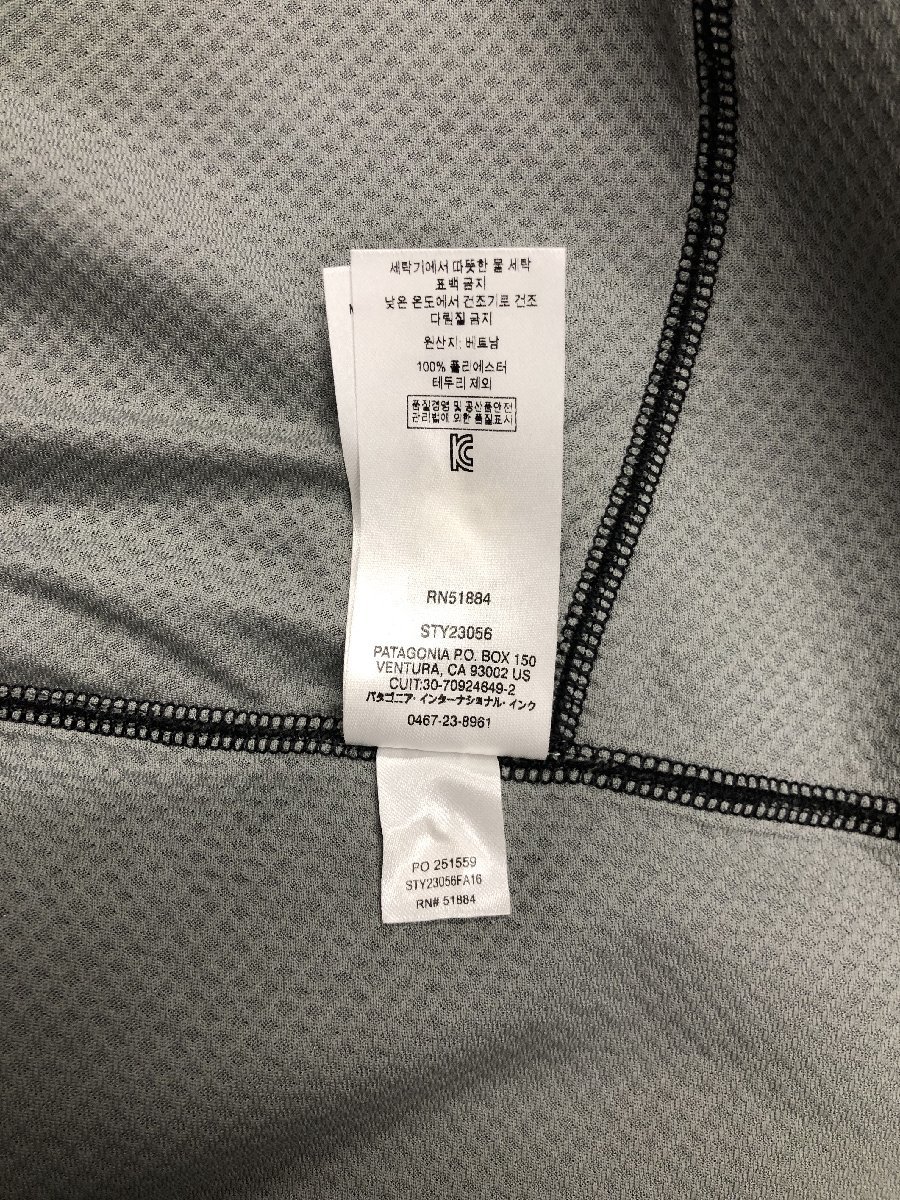 세탁기에서 따뜻한 물 세탁
표백 금지
낮은 온도에서 건조기로 건조
다림질 금지
원산지: 베트남
100% 폴리에스터
테두리 제외
품질경영 및 공산품안전
관리법에 의한 품질표시
KC
RN51884
STY23056
PATAGONIA P.O. BOX 150
VENTURA, CA 93002 US
CUIT:30-70924649-2
パタゴニア・インターナショナル・インク
0467-23-8961
PO 251559
STY23056FA16
RN# 51884